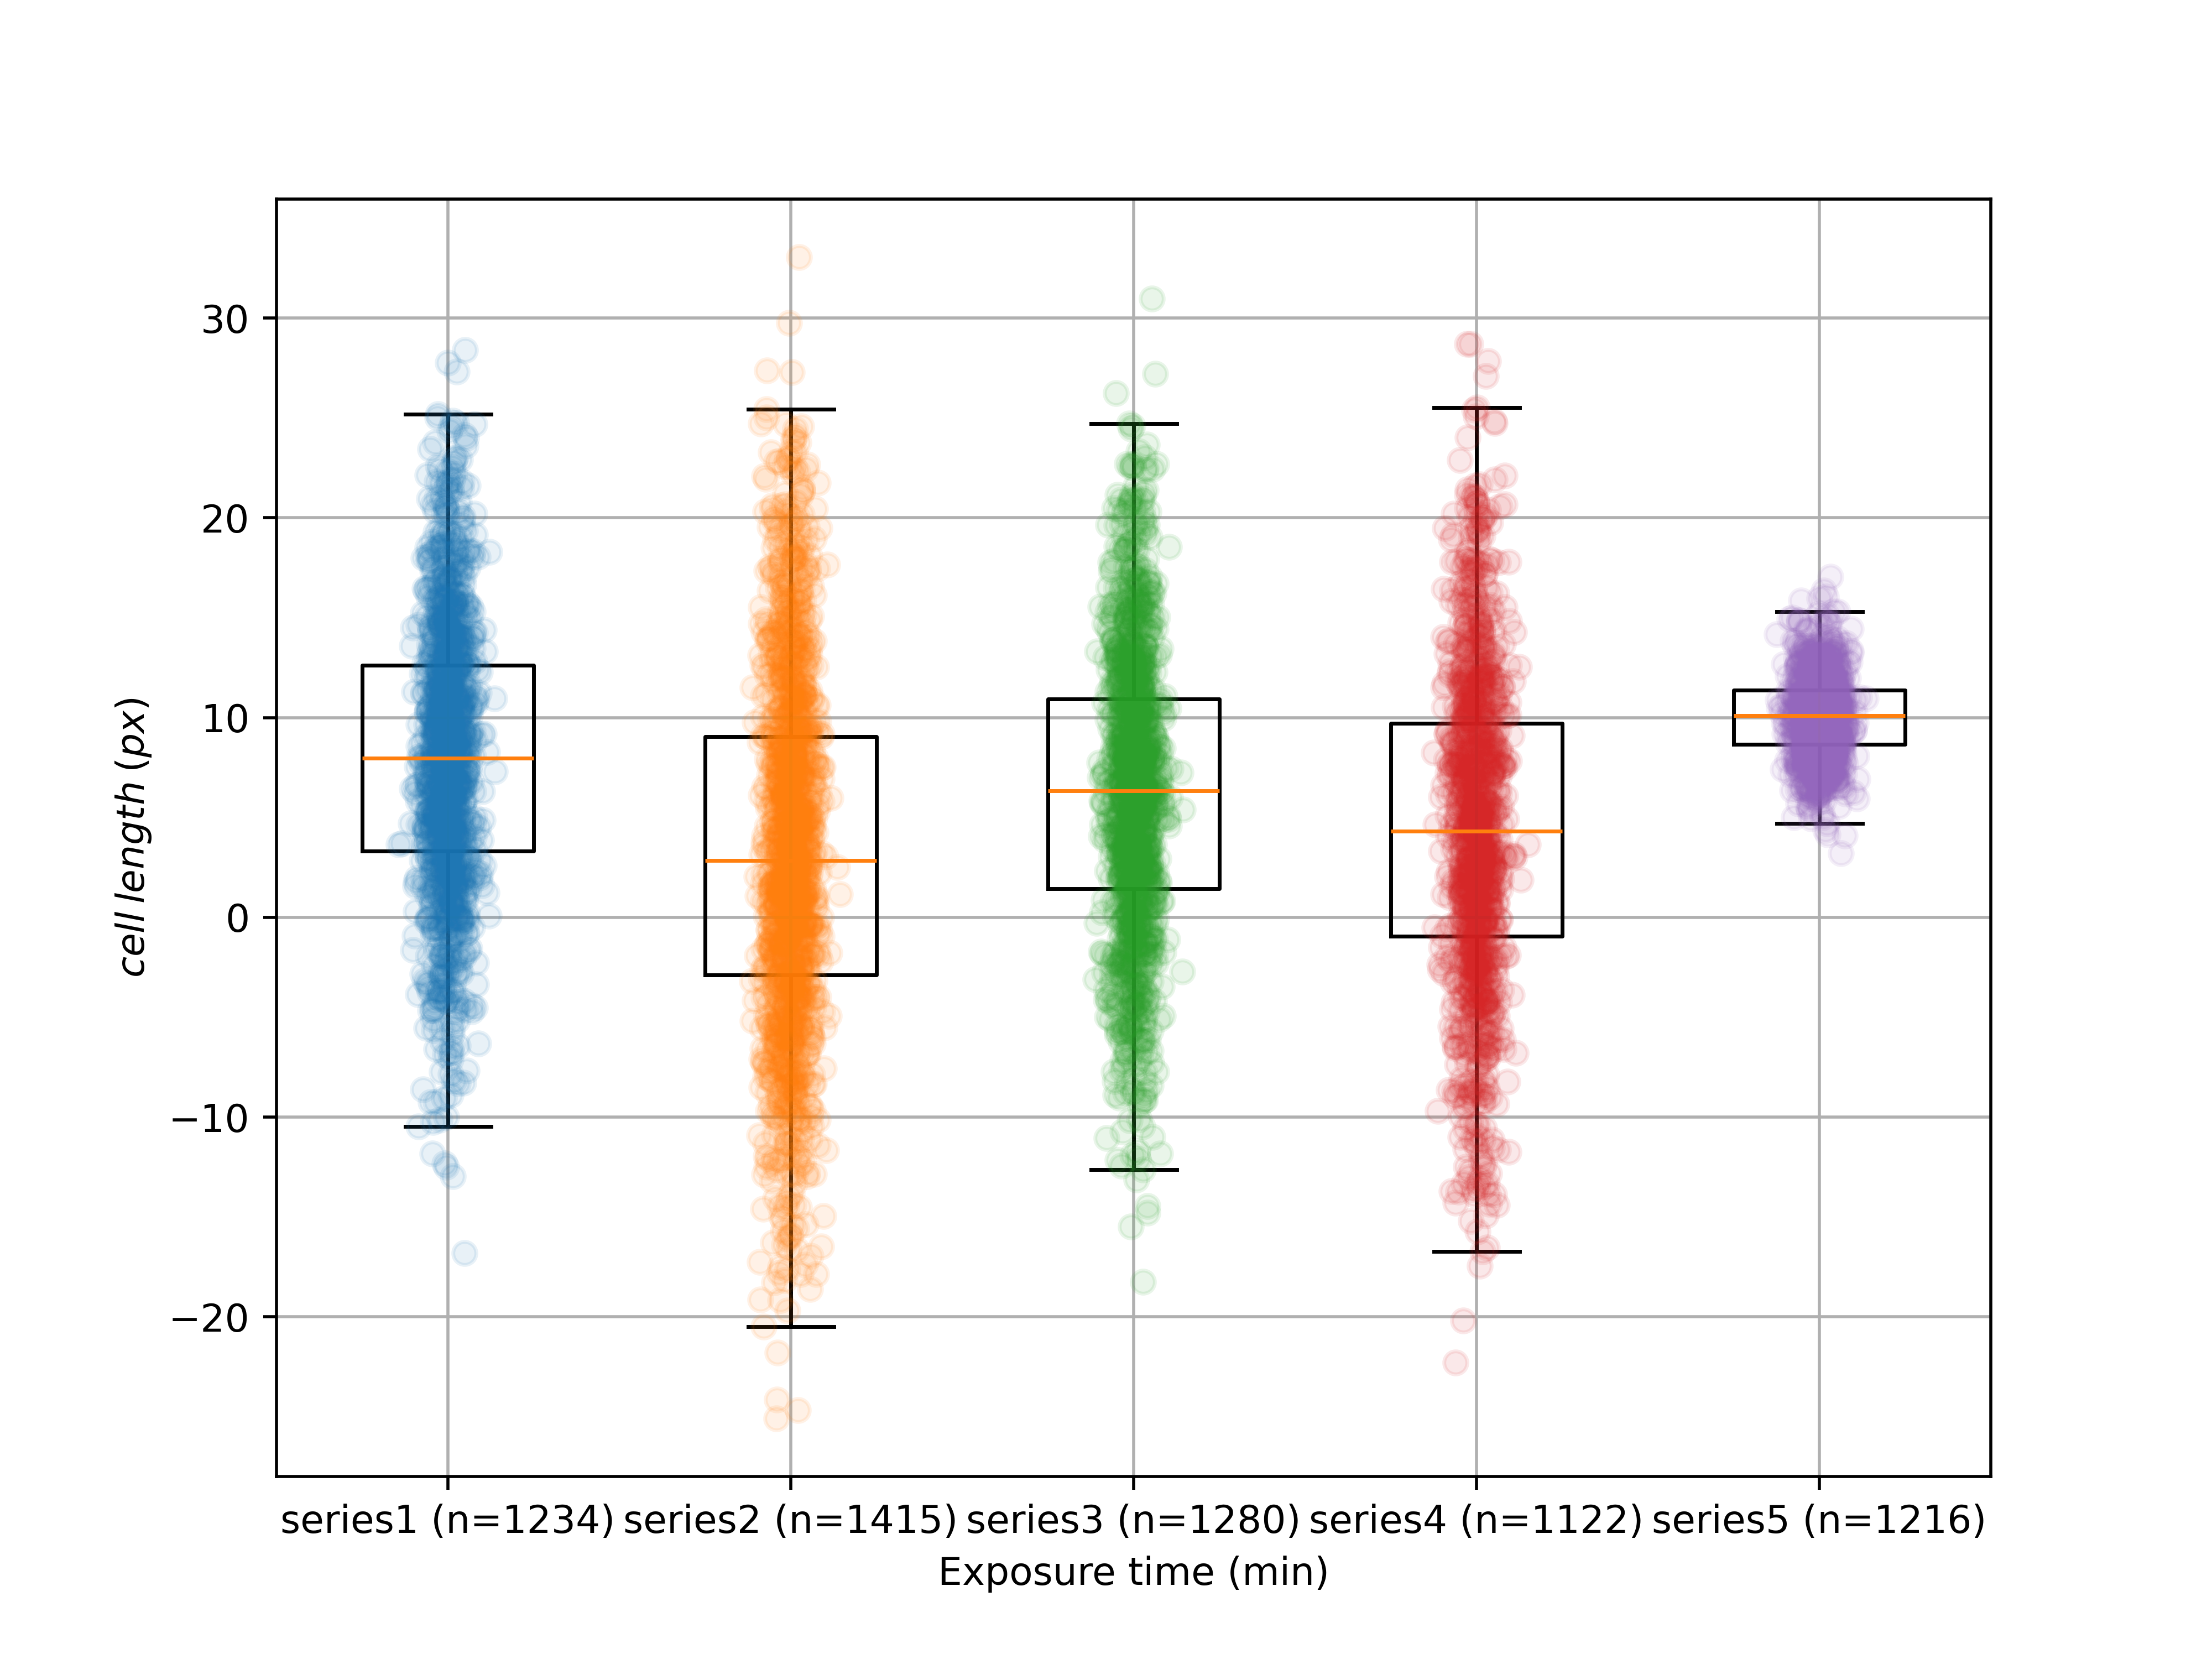 30
20
10
0
−10
−20
cell length (px)
series1 (n=1234) series2 (n=1415) series3 (n=1280) series4 (n=1122) series5 (n=1216)
Exposure time (min)